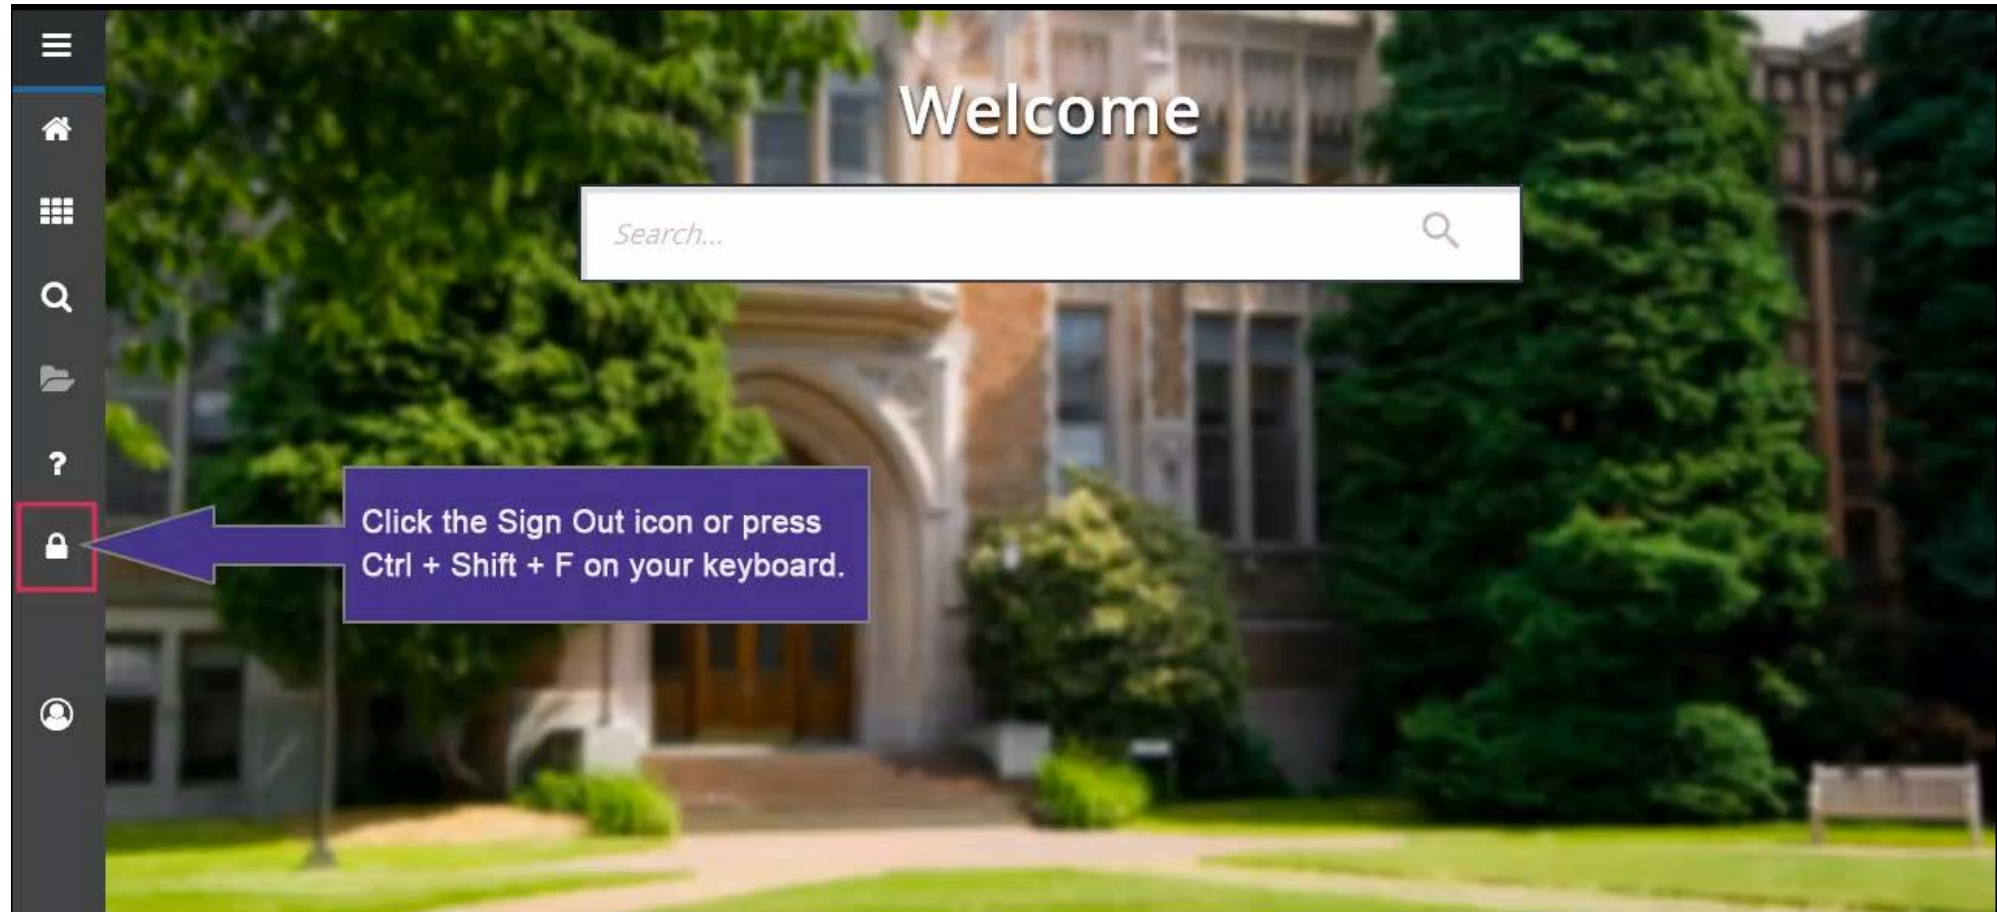 Welcome
Search...
?
Click the Sign Out icon or press
Ctrl + Shift + F on your keyboard.